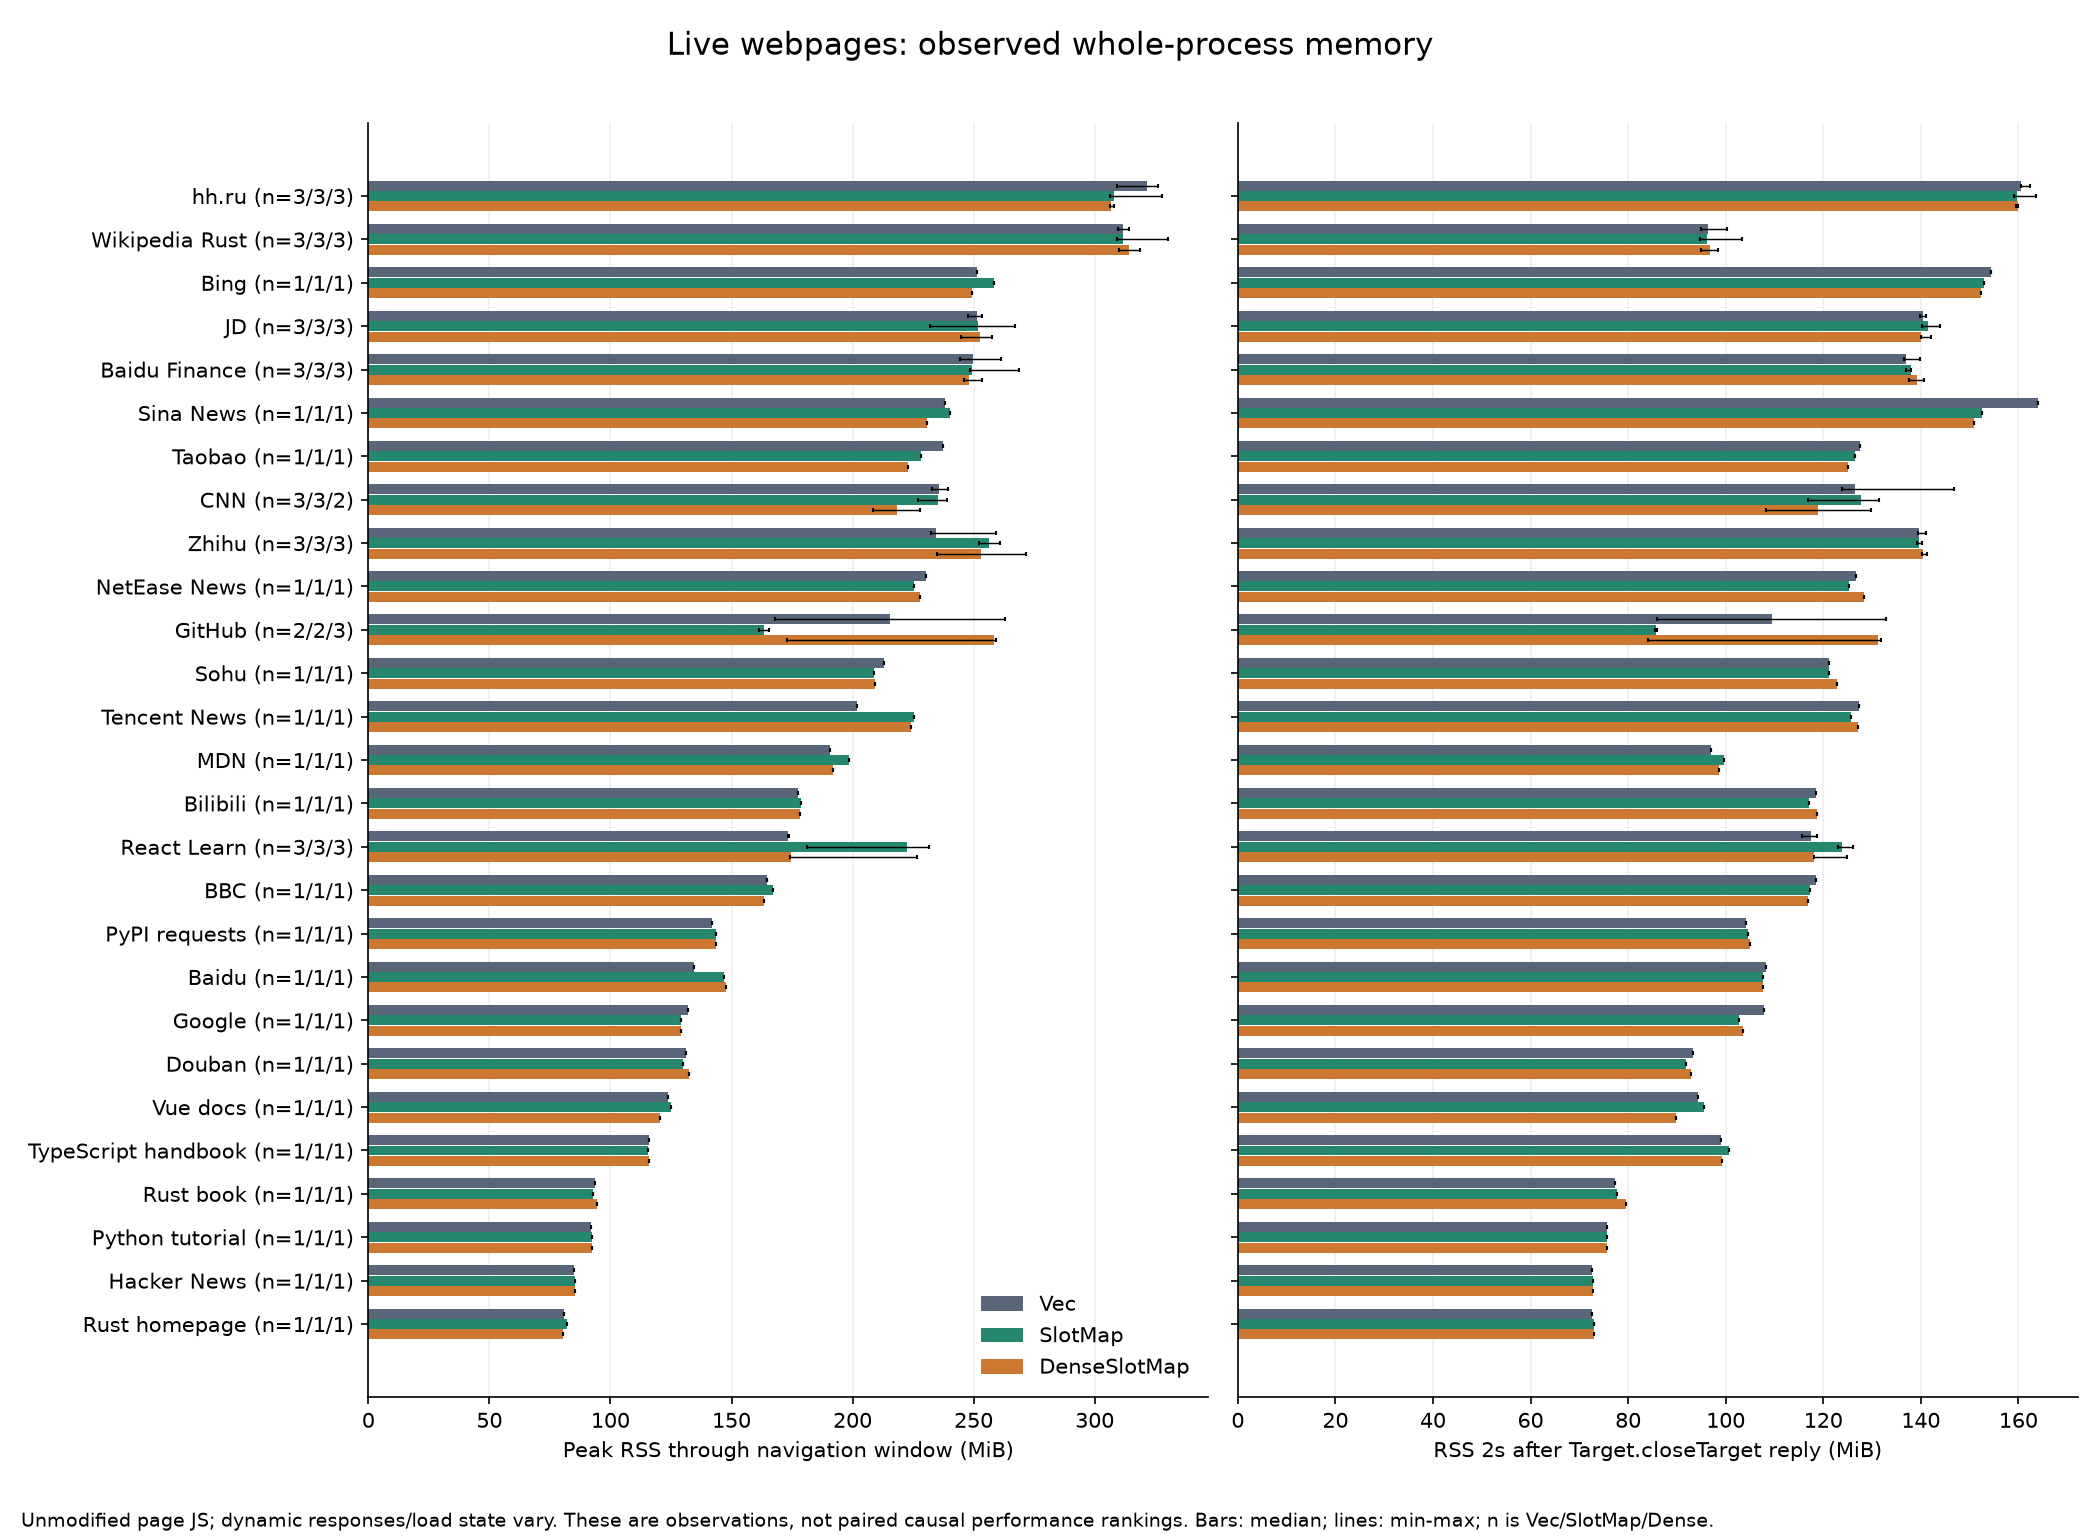 Live webpages: observed whole-process memory
hh.ru (n=3/3/3)
Wikipedia Rust (n=3/3/3)
Bing (n=1/1/1)
JD (n=3/3/3)
Baidu Finance (n=3/3/3)
Sina News (n=1/1/1)
Taobao (n=1/1/1)
CNN (n=3/3/2)
Zhihu (n=3/3/3)
NetEase News (n=1/1/1)
GitHub (n=2/2/3)
Sohu (n=1/1/1)
Tencent News (n=1/1/1)
MDN (n=1/1/1)
Bilibili (n=1/1/1)
React Learn (n=3/3/3)
BBC (n=1/1/1)
PyPI requests (n=1/1/1)
Baidu (n=1/1/1)
Google (n=1/1/1)
Douban (n=1/1/1)
Vue docs (n=1/1/1)
TypeScript handbook (n=1/1/1)
Rust book (n=1/1/1)
Python tutorial (n=1/1/1)
Hacker News (n=1/1/1)
Rust homepage (n=1/1/1)
Vec
SlotMap
DenseSlotMap
0 50 100 150 200 250 300
Peak RSS through navigation window (MiB)
0 20 40 60 80 100 120 140 160
RSS 2s after Target.closeTarget reply (MiB)
Unmodified page JS; dynamic responses/load state vary. These are observations, not paired causal performance rankings. Bars: median; lines: min-max; n is Vec/SlotMap/Dense.